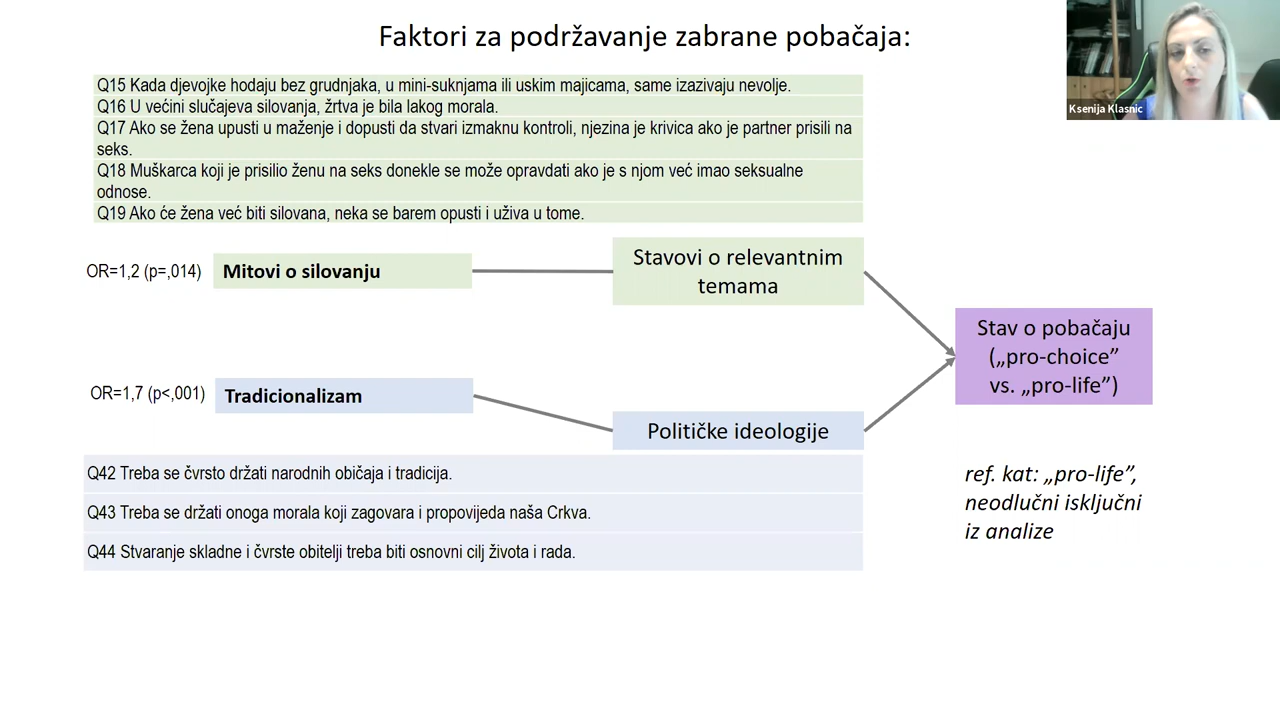 Faktori za podržavanje zabrane pobačaja:
Ksenija Klasnic
Q15 Kada djevojke hodaju bez grudnjaka, u mini-suknjama ili uskim majicama, same izazivaju nevolje.
Q16 U većini slučajeva silovanja, žrtva je bila lakog morala.
Q17 Ako se žena upusti u maženje i dopusti da stvari izmaknu kontroli, njezina je krivica ako je partner prisili na
seks.
Q18 Muškarca koji je prisilio ženu na seks donekle se može opravdati ako je s njom već imao seksualne
odnose.
Q19 Ako će žena već biti silovana, neka se barem opusti i uživa u tome.
OR=1,2 (p=,014)
Mitovi o silovanju
Stavovi o relevantnim
temama
Stav o pobačaju
(„pro-choice”
vs. „pro-life”)
OR=1,7 (p<,001)
Tradicionalizam
Političke ideologije
Q42 Treba se čvrsto držati narodnih običaja i tradicija.
Q43 Treba se držati onoga morala koji zagovara i propovijeda naša Crkva.
Q44 Stvaranje skladne i čvrste obitelji treba biti osnovni cilj života i rada.
ref. kat: „pro-life”,
neodlučni isključni
iz analize